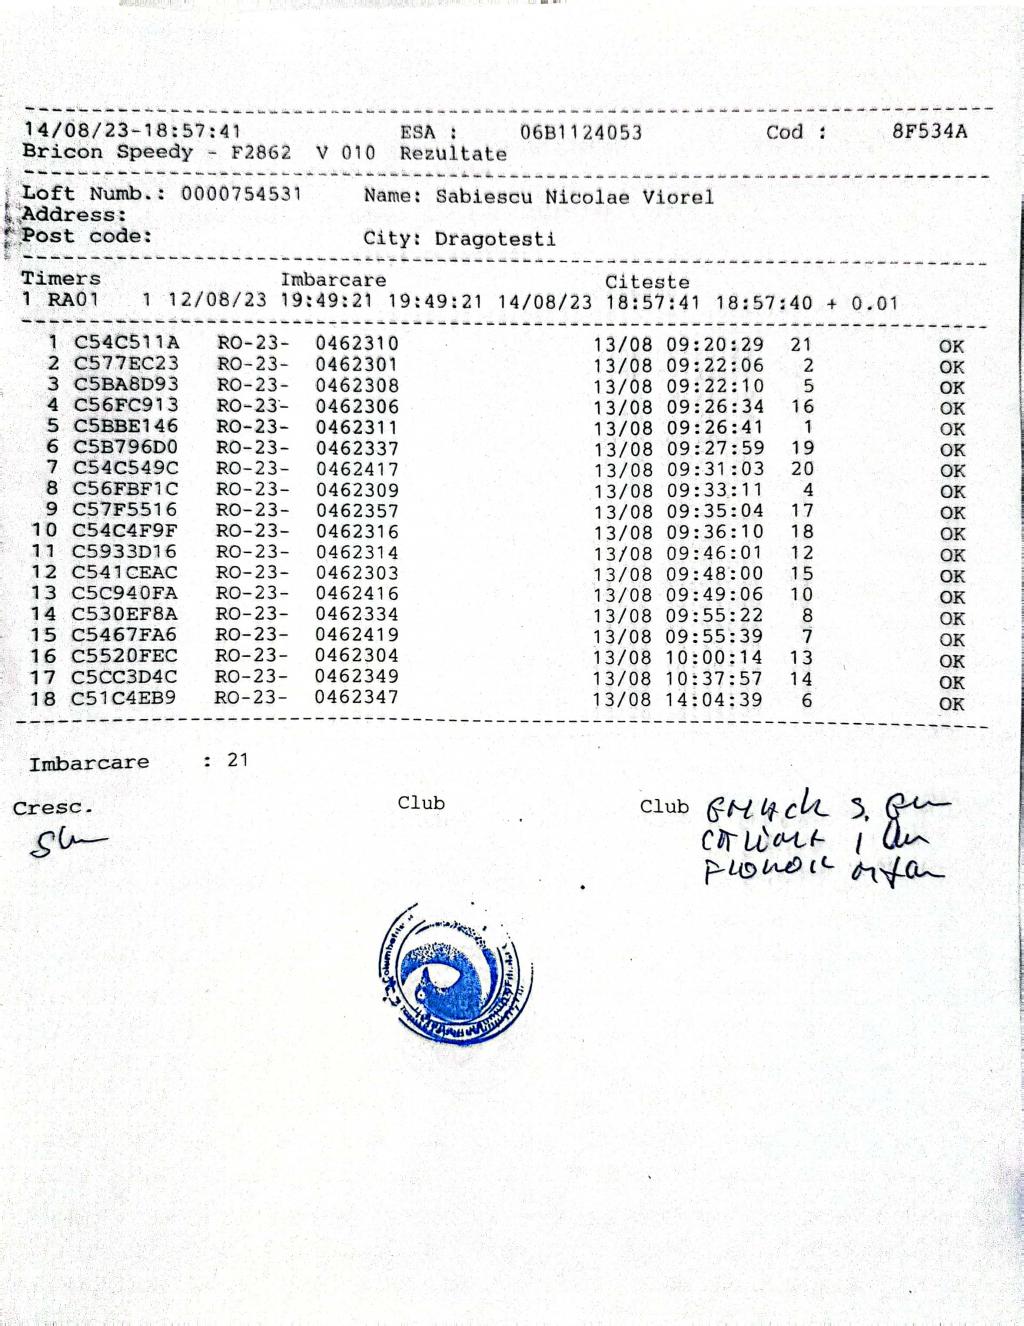 14/08/23-18:57:41 ESA : 06B1124053 Cod : 8F534A
Bricon Speedy - F2862 V 010 Rezultate
Loft Numb.: 0000754531 Name: Sabiescu Nicolae Viorel
Address:
Post code: City: Dragotesti
Timers Imbarcare Citeste
1 RA01 1 12/08/23 19:49:21 19:49:21 14/08/23 18:57:41 18:57:40 + 0.01
1 C54C511A RO-23- 0462310 13/08 09:20:29 21 OK
2 C577EC23 RO-23- 0462301 13/08 09:22:06 2 OK
3 C5BA8D93 RO-23- 0462308 13/08 09:22:10 5 OK
4 C56FC913 RO-23- 0462306 13/08 09:26:34 16 OK
5 C5BBE146 RO-23- 0462311 13/08 09:26:41 1 OK
6 C5B796D0 RO-23- 0462337 13/08 09:27:59 19 OK
7 C54C549C RO-23- 0462417 13/08 09:31:03 20 OK
8 C56FBF1C RO-23- 0462309 13/08 09:33:11 4 OK
9 C57F5516 RO-23- 0462357 13/08 09:35:04 17 OK
10 C54C4F9F RO-23- 0462316 13/08 09:36:10 18 OK
11 C5933D16 RO-23- 0462314 13/08 09:46:01 12 OK
12 C541CEAC RO-23- 0462303 13/08 09:48:00 15 OK
13 C5C940FA RO-23- 0462416 13/08 09:49:06 10 OK
14 C530EF8A RO-23- 0462334 13/08 09:55:22 8 OK
15 C5467FA6 RO-23- 0462419 13/08 09:55:39 7 OK
16 C5520FEC RO-23- 0462304 13/08 10:00:14 13 OK
17 C5CC3D4C RO-23- 0462349 13/08 10:37:57 14 OK
18 C51C4EB9 RO-23- 0462347 13/08 14:04:39 6 OK
Imbarcare : 21
Cresc. Club Club